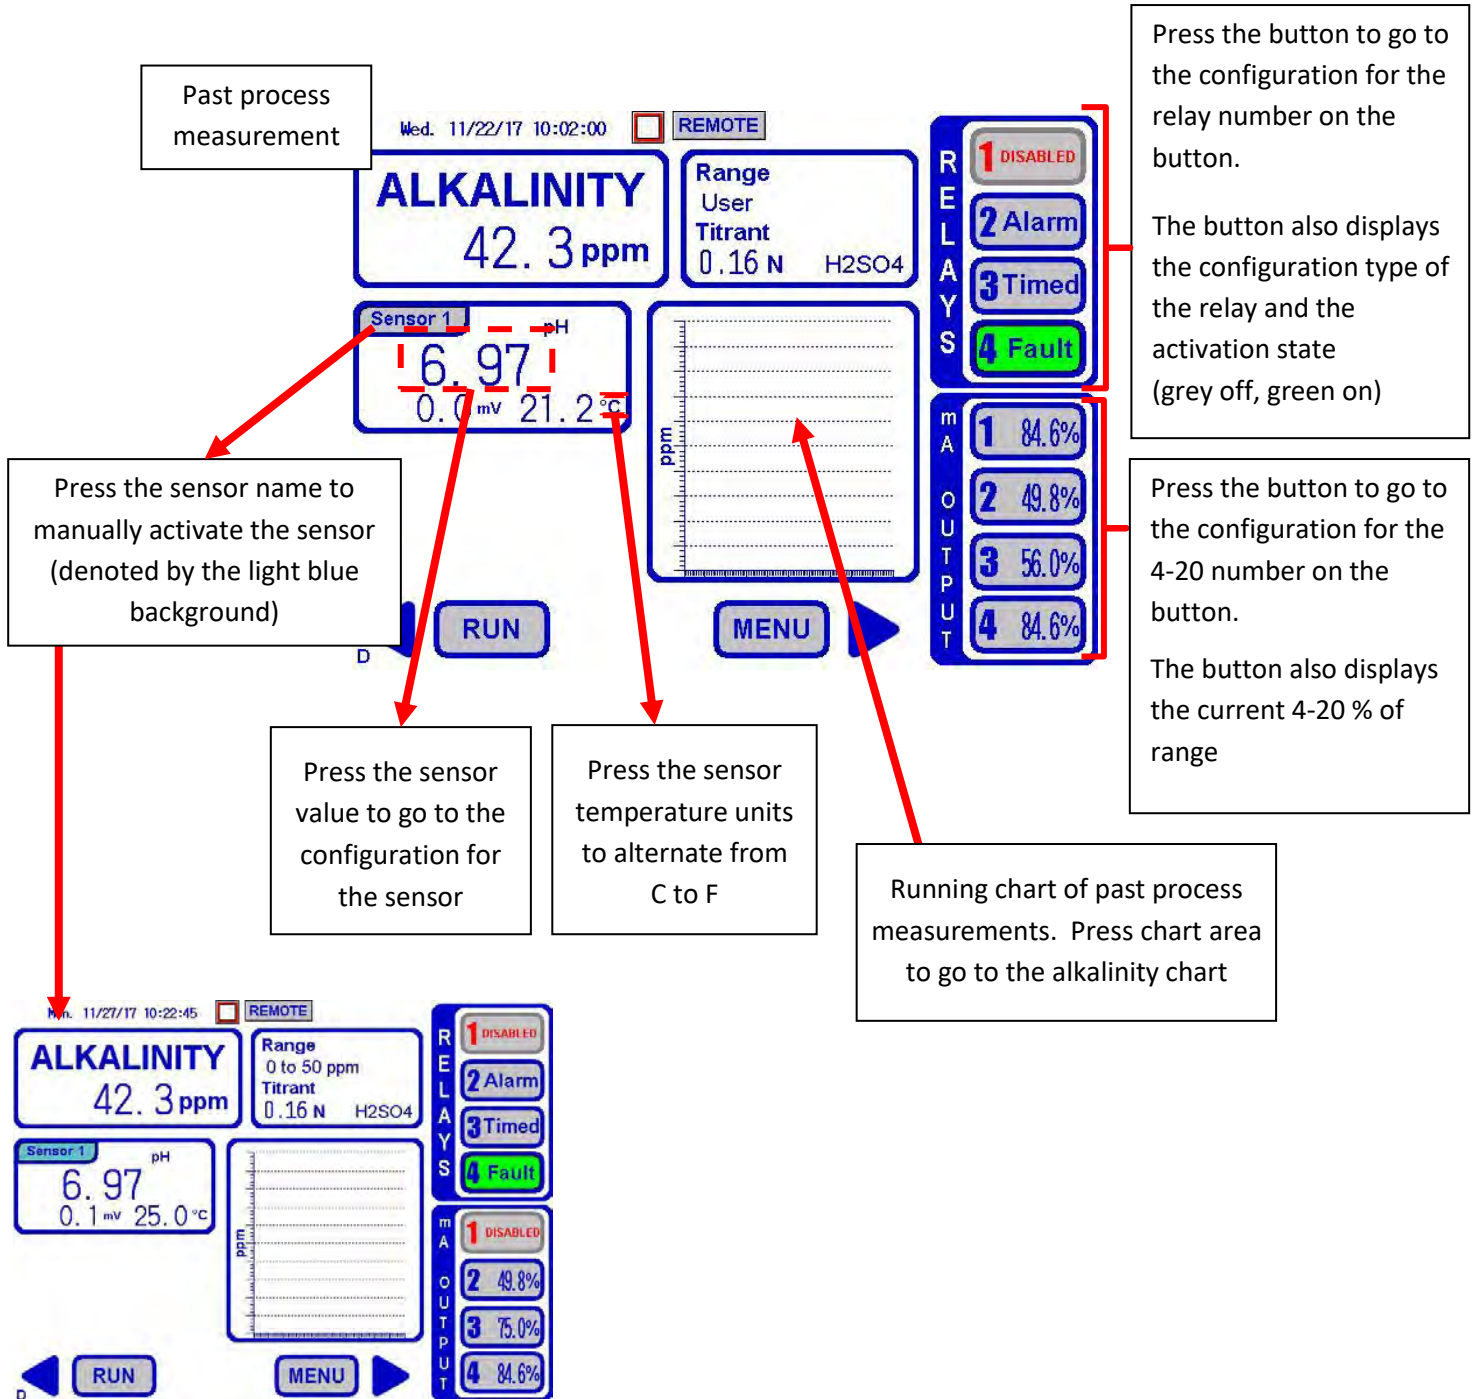 Press the button to go to
the configuration for the
relay number on the
button.
The button also displays
the configuration type of
the relay and the
activation state
(grey off, green on)
Past process
measurement
Wed. 11/22/17 10:02:00 REMOTE
ALKALINITY
42.3 ppm
Range
User
Titrant
0.16 N H2SO4
RELAYS
1 DISABLED
2 Alarm
3 Timed
4 Fault
Sensor 1
pH
6.97
0.0 mV 21.2 °C
ppm
mA OUTPUT
1 84.6%
2 49.8%
3 56.0%
4 84.6%
Press the button to go to
the configuration for the
4-20 number on the
button.
The button also displays
the current 4-20 % of
range
Press the sensor name to
manually activate the sensor
(denoted by the light blue
background)
D
RUN
MENU
Press the sensor
value to go to the
configuration for
the sensor
Press the sensor
temperature units
to alternate from
C to F
Running chart of past process
measurements. Press chart area
to go to the alkalinity chart
Mon. 11/27/17 10:22:45 REMOTE
ALKALINITY
42.3 ppm
Range
0 to 50 ppm
Titrant
0.16 N H2SO4
RELAYS
1 DISABLED
2 Alarm
3 Timed
4 Fault
Sensor 1
pH
6.97
0.1 mV 25.0 °C
ppm
mA OUTPUT
1 DISABLED
2 49.8%
3 75.0%
4 84.6%
D
RUN
MENU